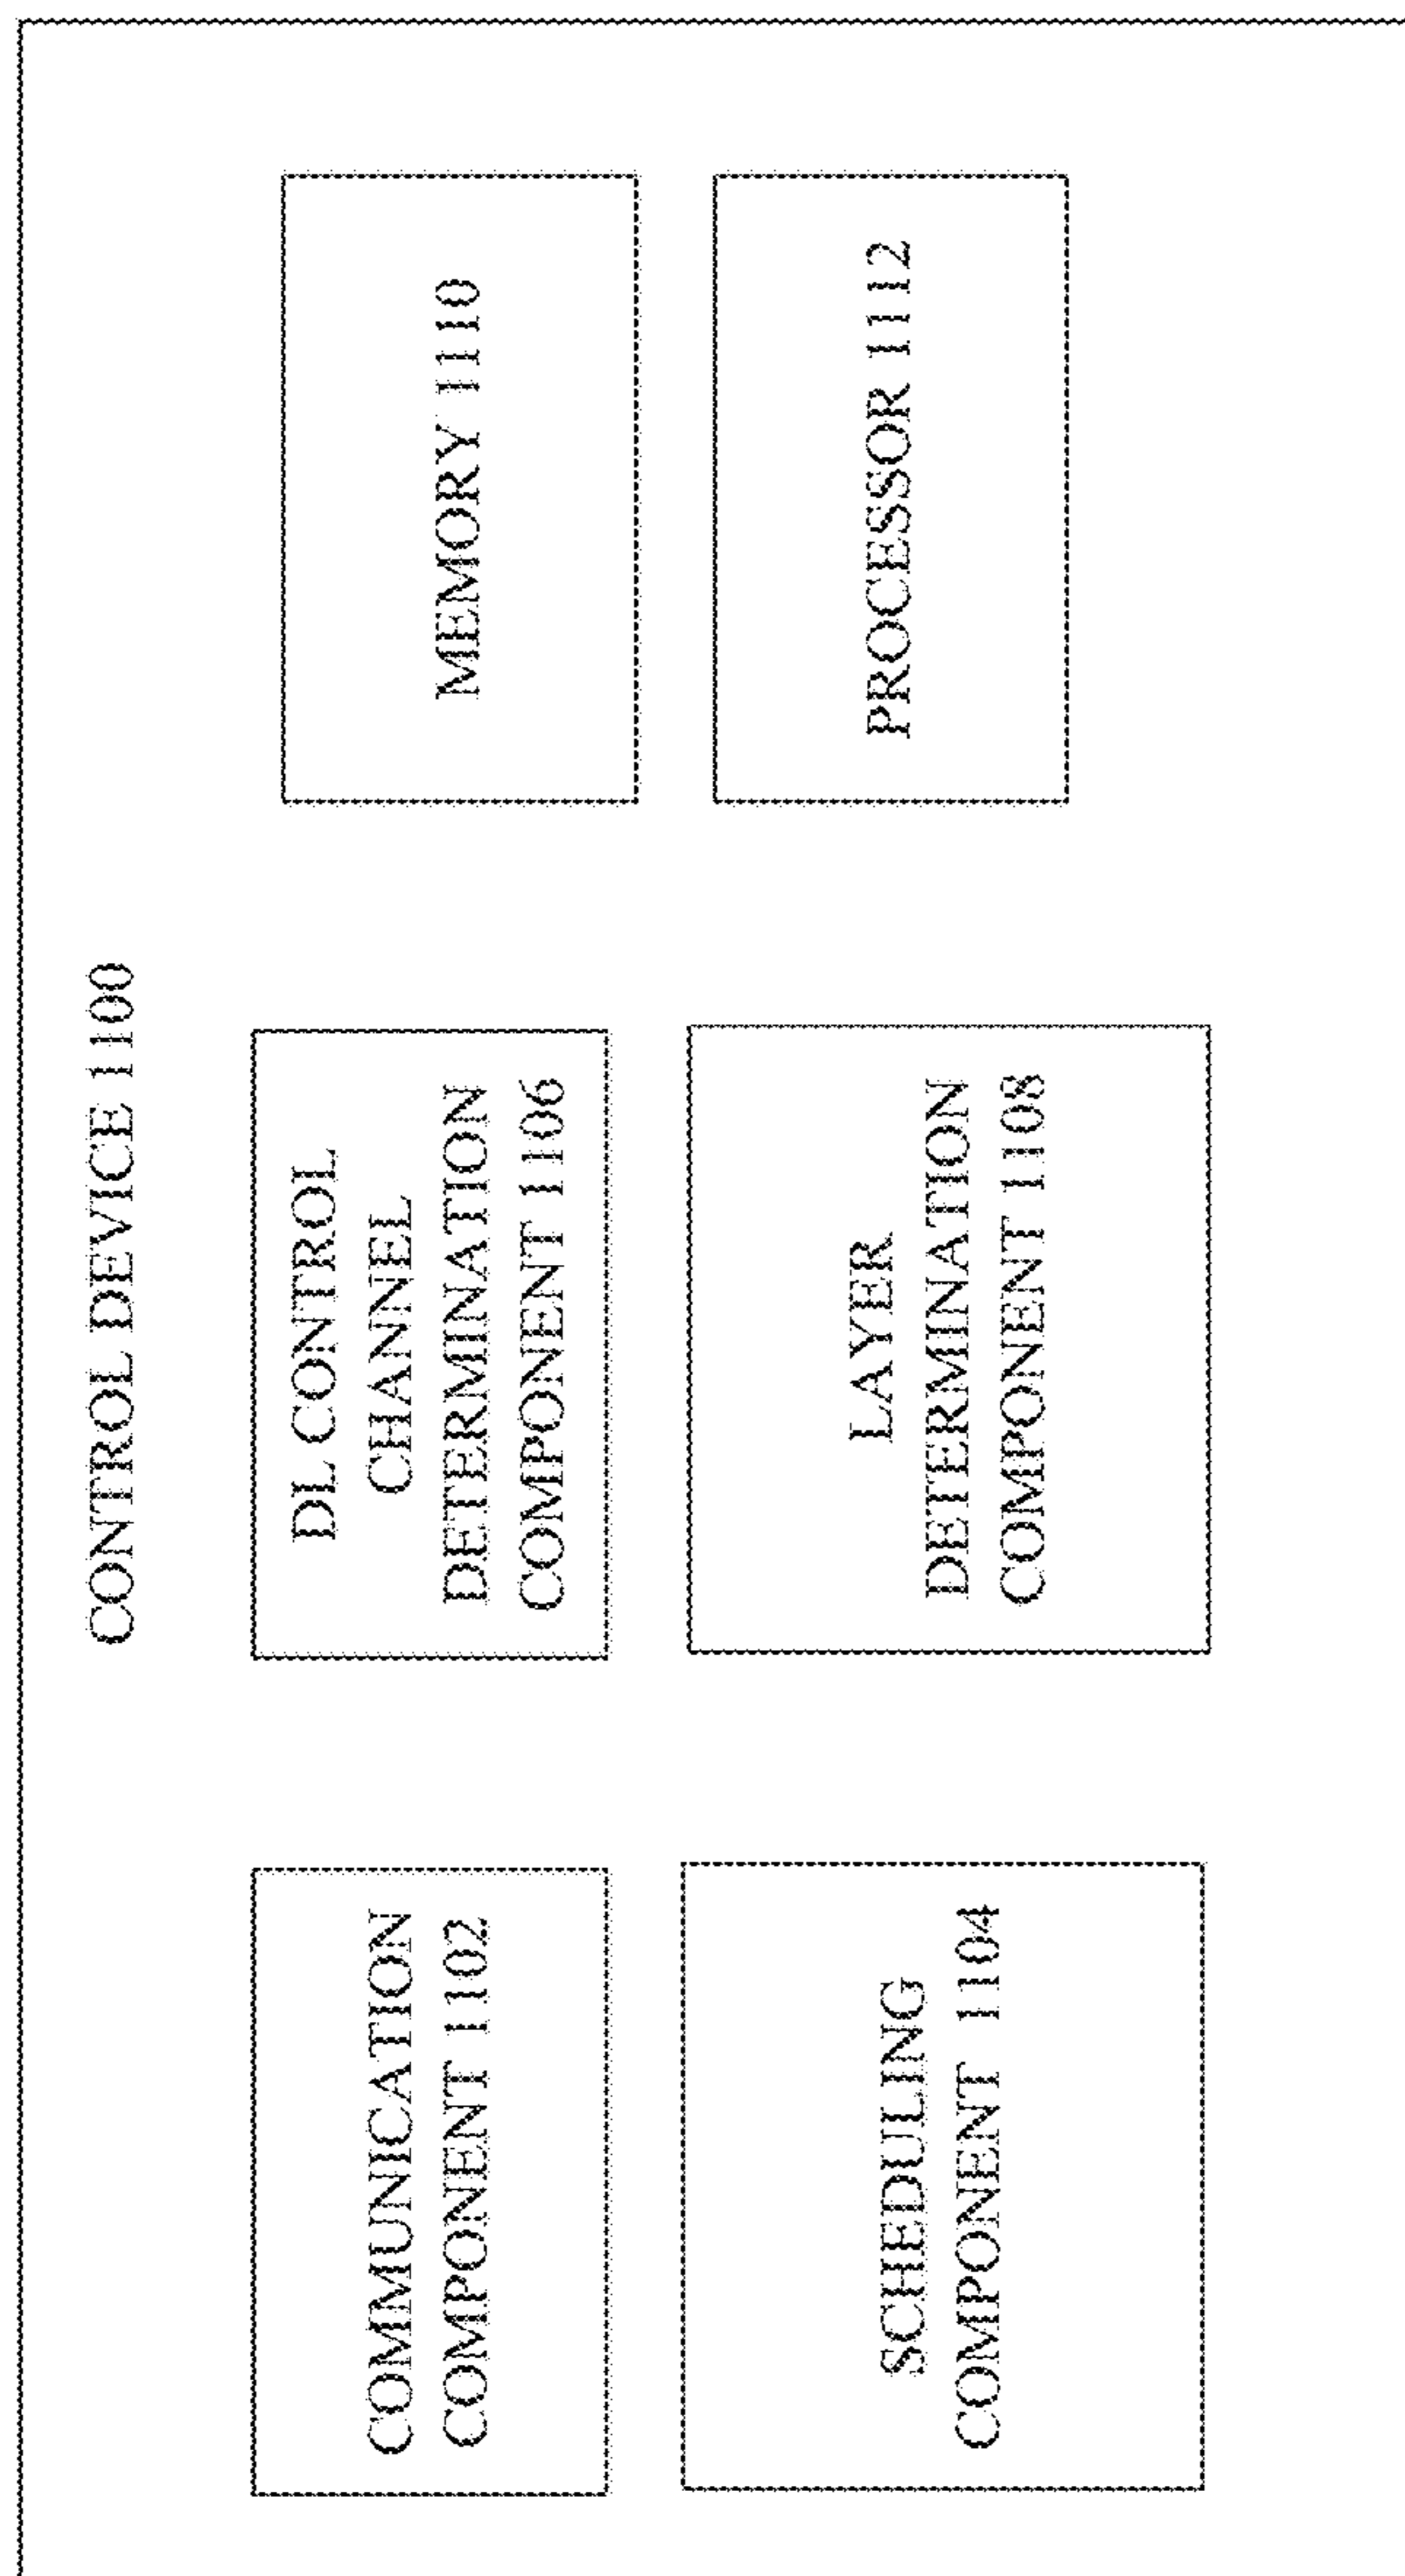 CONTROL DEVICE 1100
COMMUNICATION
COMPONENT 1102
DL CONTROL
CHANNEL
DETERMINATION
COMPONENT 1106
MEMORY 1110
SCHEDULING
COMPONENT 1104
LAYER
DETERMINATION
COMPONENT 1108
PROCESSOR 1112